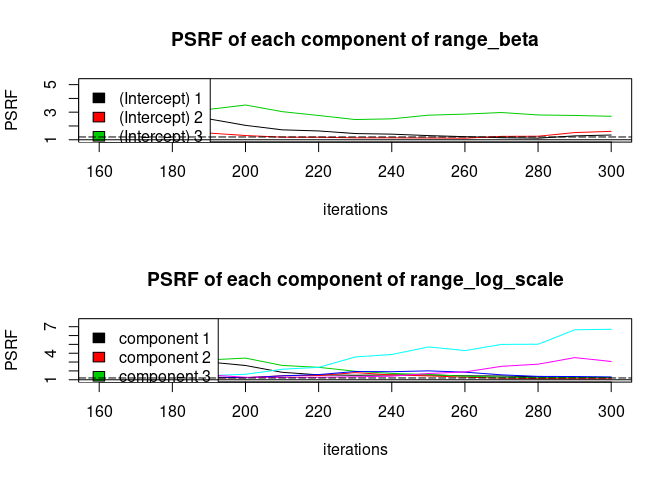 PSRF of each component of range_beta
PSRF
5
3
1
(Intercept) 1
(Intercept) 2
(Intercept) 3
160 180 200 220 240 260 280 300
iterations
PSRF of each component of range_log_scale
PSRF
7
4
1
component 1
component 2
component 3
160 180 200 220 240 260 280 300
iterations